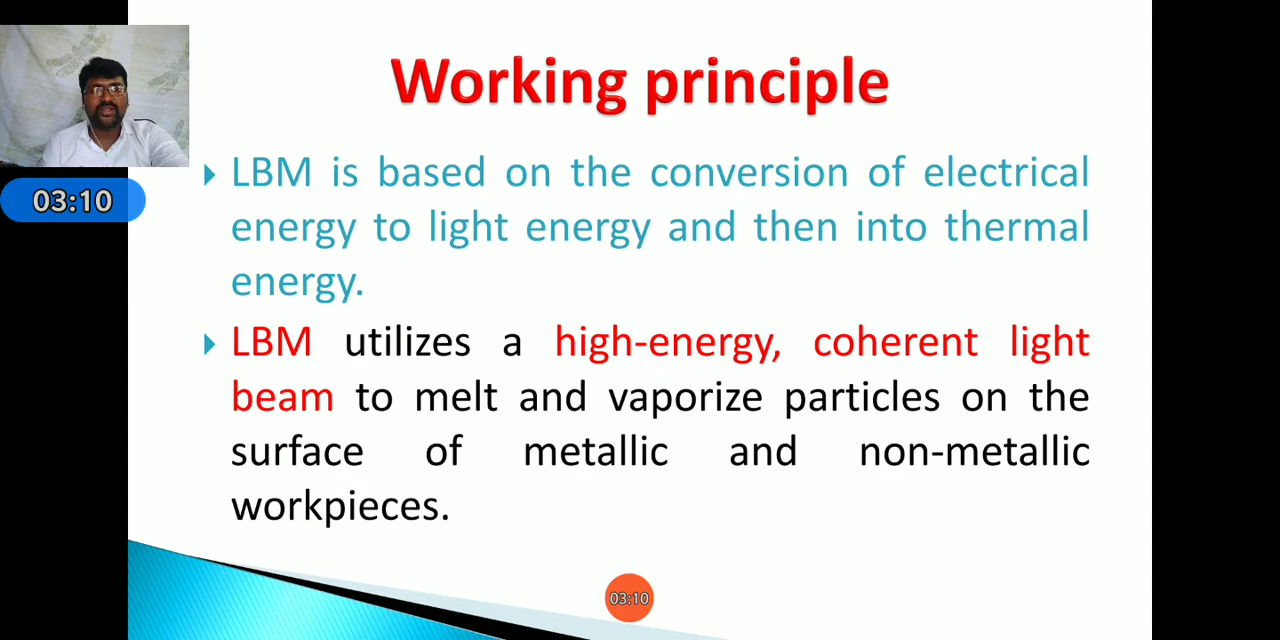 Working principle
03:10
LBM is based on the conversion of electrical
energy to light energy and then into thermal
energy.
LBM utilizes a high-energy, coherent light
beam to melt and vaporize particles on the
surface of metallic and non-metallic
workpieces.
03:10